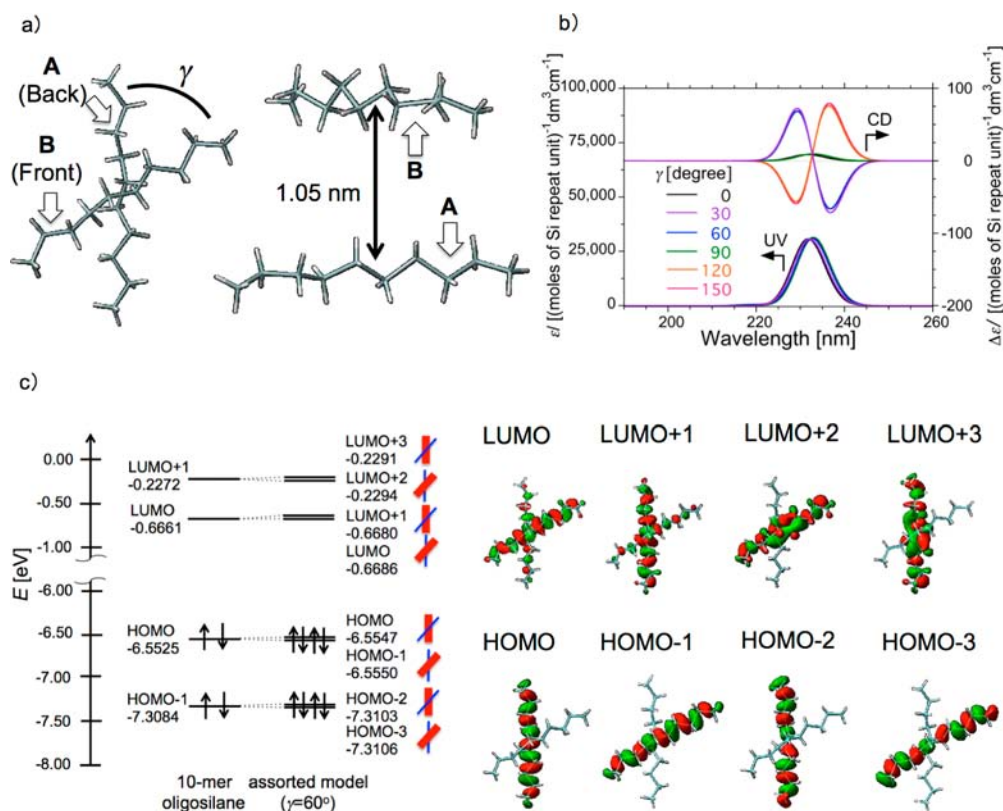 a)
A
(Back)
γ
B
(Front)
1.05 nm
B
A
b)
ε/ [(moles of Si repeat unit)⁻¹dm³cm⁻¹]
100,000
75,000
50,000
25,000
0
100
0
-100
-200
Δε/ [(moles of Si repeat unit)⁻¹dm³cm⁻¹]
CD
γ [degree]
0
30
60
90
120
150
UV
200
220
240
260
Wavelength [nm]
c)
E [eV]
0.00
-0.50
-1.00
-6.00
-6.50
-7.00
-7.50
-8.00
LUMO+1
-0.2272
LUMO
-0.6661
HOMO
-6.5525
HOMO-1
-7.3084
LUMO+3
-0.2291
LUMO+2
-0.2294
LUMO+1
-0.6680
LUMO
-0.6686
HOMO
-6.5547
HOMO-1
-6.5550
HOMO-2
-7.3103
HOMO-3
-7.3106
10-mer
oligosilane
assorted model
(γ=60°)
LUMO
LUMO+1
LUMO+2
LUMO+3
HOMO
HOMO-1
HOMO-2
HOMO-3